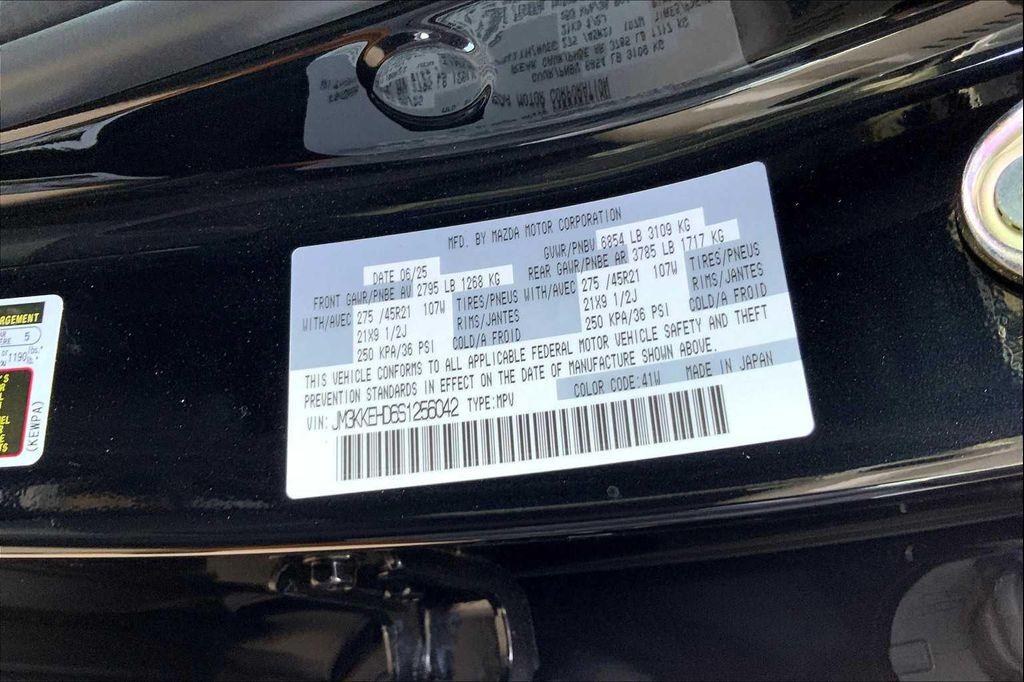 MFD. BY MAZDA MOTOR CORPORATION
DATE 06/25 GVWR/PNBV 6854 LB 3109 KG
FRONT GAWR/PNBE AV 2795 LB 1268 KG REAR GAWR/PNBE AR 3785 LB 1717 KG
WITH/AVEC 275 /45R21 107W TIRES/PNEUS WITH/AVEC 275 /45R21 107W TIRES/PNEUS
21X9 1/2J RIMS/JANTES 21X9 1/2J RIMS/JANTES
250 KPA/36 PSI COLD/A FROID 250 KPA/36 PSI COLD/A FROID
THIS VEHICLE CONFORMS TO ALL APPLICABLE FEDERAL MOTOR VEHICLE SAFETY AND THEFT
PREVENTION STANDARDS IN EFFECT ON THE DATE OF MANUFACTURE SHOWN ABOVE.
COLOR CODE:41W MADE IN JAPAN
VIN: JM3KKEHD6S1256042 TYPE:MPV
5
1190
(KEWPA)